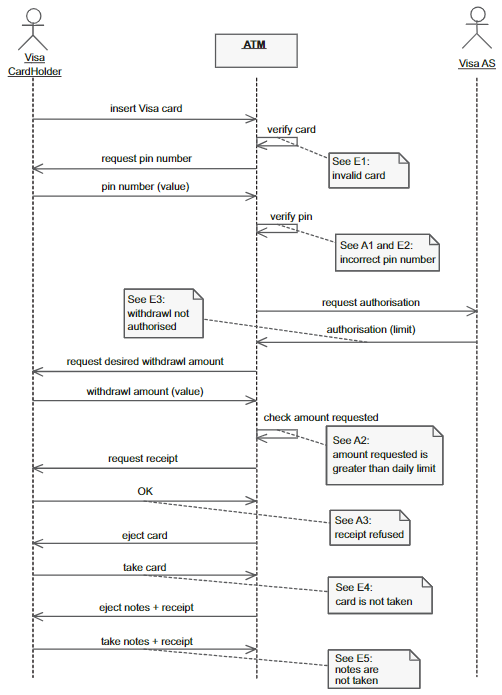 Visa
CardHolder
ATM
Visa AS
insert Visa card
verify card
request pin number
See E1:
invalid card
pin number (value)
verify pin
See A1 and E2:
incorrect pin number
See E3:
withdrawl not
authorised
request authorisation
authorisation (limit)
request desired withdrawl amount
withdrawl amount (value)
check amount requested
See A2:
amount requested is
greater than daily limit
request receipt
OK
See A3:
receipt refused
eject card
take card
See E4:
card is not taken
eject notes + receipt
take notes + receipt
See E5:
notes are
not taken